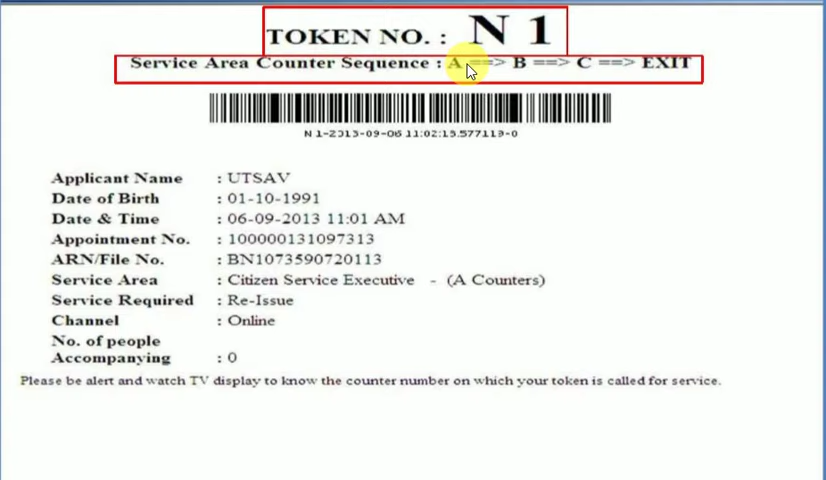 TOKEN NO. : N 1
Service Area Counter Sequence : A ==> B ==> C ==> EXIT
N 1-2013-09-06 11:02:15.577119-0
Applicant Name : UTSAV
Date of Birth : 01-10-1991
Date & Time : 06-09-2013 11:01 AM
Appointment No. : 100000131097313
ARN/File No. : BN1073590720113
Service Area : Citizen Service Executive - (A Counters)
Service Required : Re-Issue
Channel : Online
No. of people
Accompanying : 0
Please be alert and watch TV display to know the counter number on which your token is called for service.